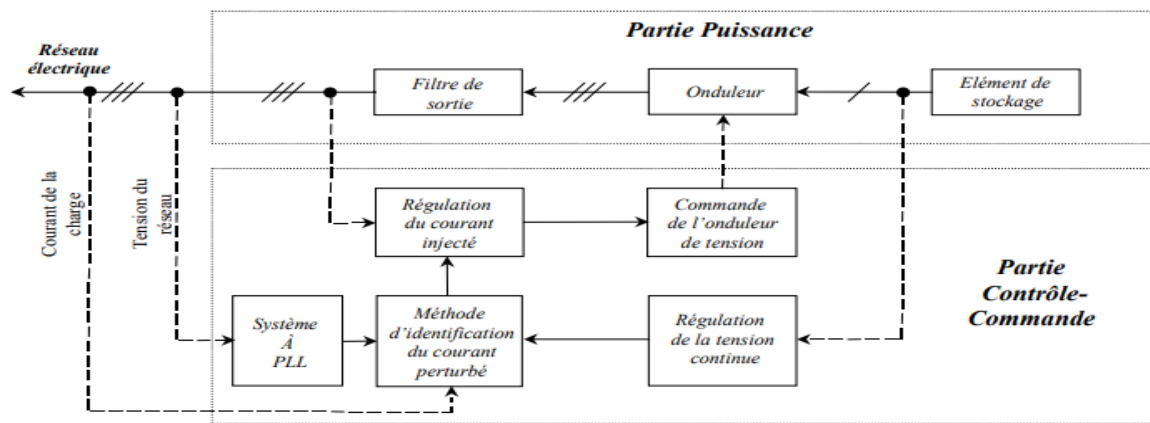 Partie Puissance
Réseau
électrique
Filtre de
sortie
Onduleur
Elément de
stockage
Courant de la
charge
Tension du
réseau
Régulation
du courant
injecté
Commande
de l'onduleur
de tension
Partie
Contrôle-
Commande
Système
À
PLL
Méthode
d'identification
du courant
perturbé
Régulation
de la tension
continue